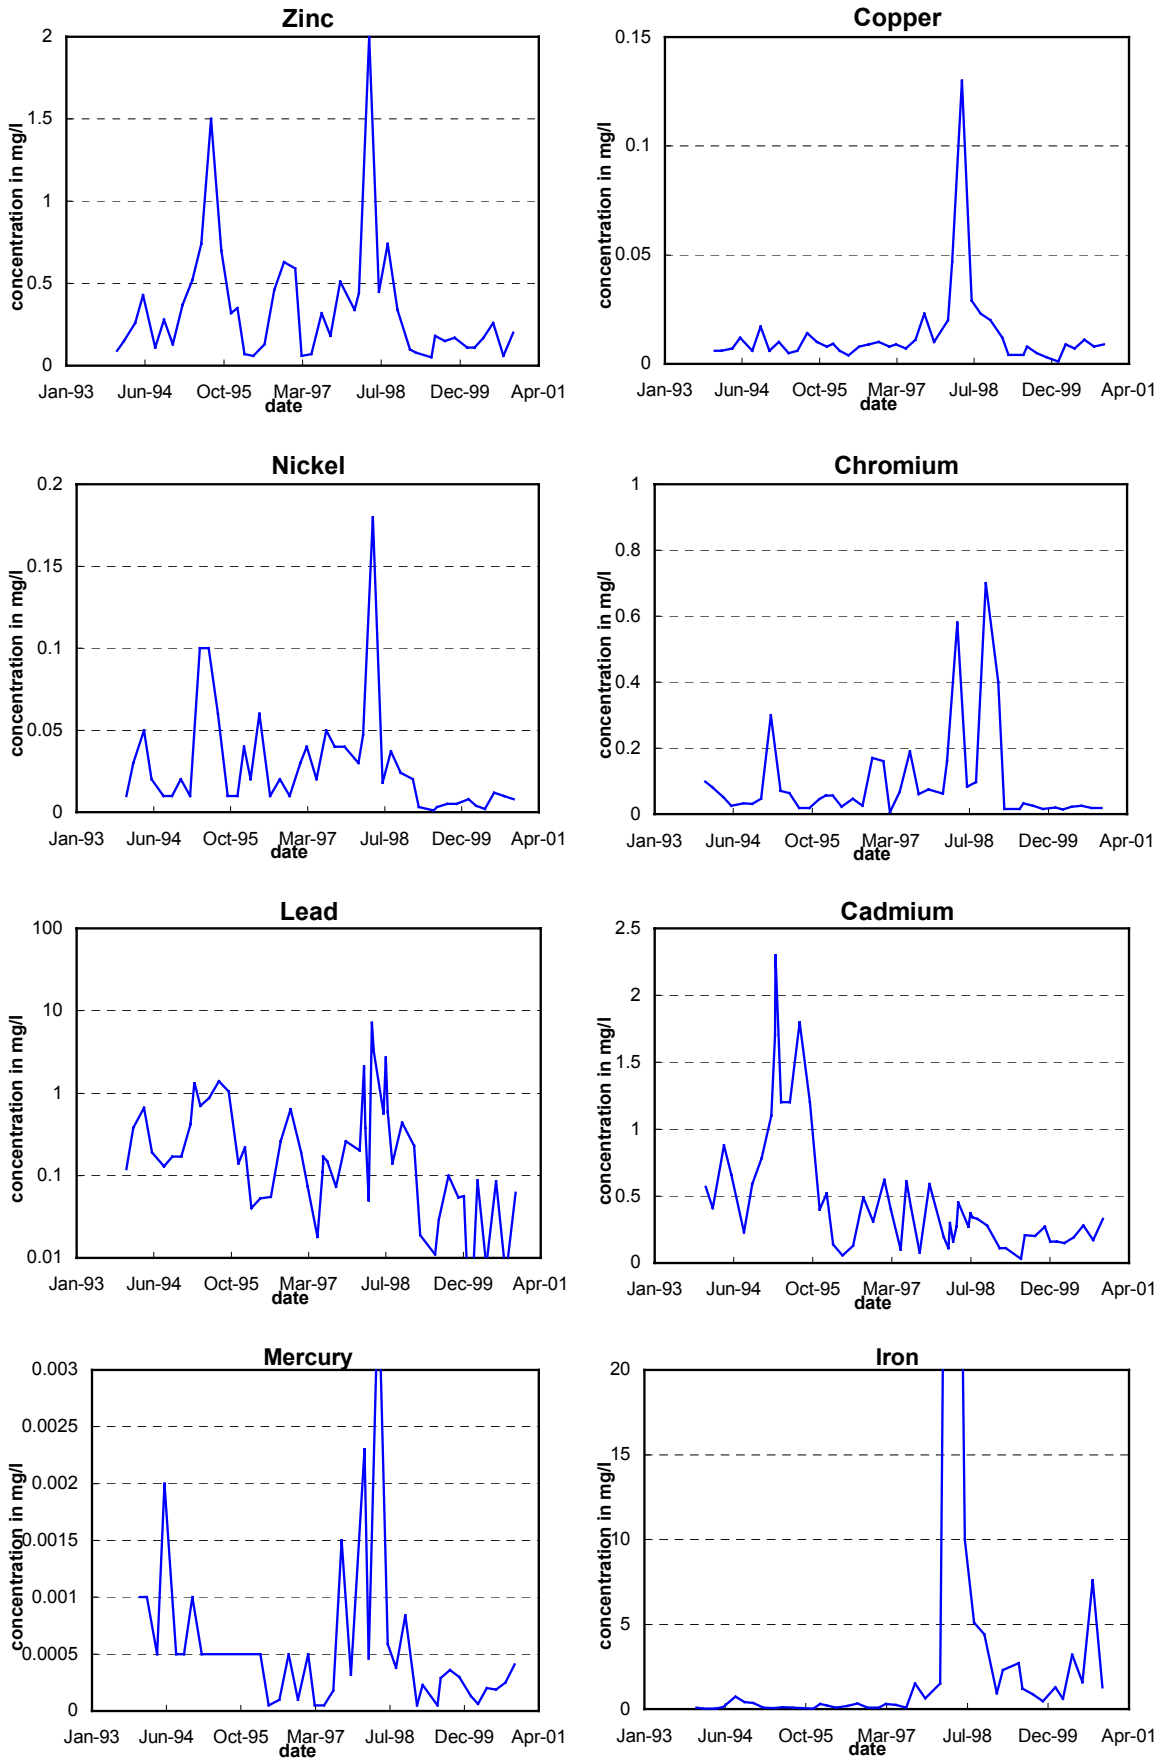 Zinc
concentration in mg/l
2
1.5
1
0.5
0
Jan-93 Jun-94 Oct-95 Mar-97 Jul-98 Dec-99 Apr-01
date
Copper
concentration in mg/l
0.15
0.1
0.05
0
Jan-93 Jun-94 Oct-95 Mar-97 Jul-98 Dec-99 Apr-01
date
Nickel
concentration in mg/l
0.2
0.15
0.1
0.05
0
Jan-93 Jun-94 Oct-95 Mar-97 Jul-98 Dec-99 Apr-01
date
Chromium
concentration in mg/l
1
0.8
0.6
0.4
0.2
0
Jan-93 Jun-94 Oct-95 Mar-97 Jul-98 Dec-99 Apr-01
date
Lead
concentration in mg/l
100
10
1
0.1
0.01
Jan-93 Jun-94 Oct-95 Mar-97 Jul-98 Dec-99 Apr-01
date
Cadmium
concentration in mg/l
2.5
2
1.5
1
0.5
0
Jan-93 Jun-94 Oct-95 Mar-97 Jul-98 Dec-99 Apr-01
date
Mercury
concentration in mg/l
0.003
0.0025
0.002
0.0015
0.001
0.0005
0
Jan-93 Jun-94 Oct-95 Mar-97 Jul-98 Dec-99 Apr-01
date
Iron
concentration in mg/l
20
15
10
5
0
Jan-93 Jun-94 Oct-95 Mar-97 Jul-98 Dec-99 Apr-01
date